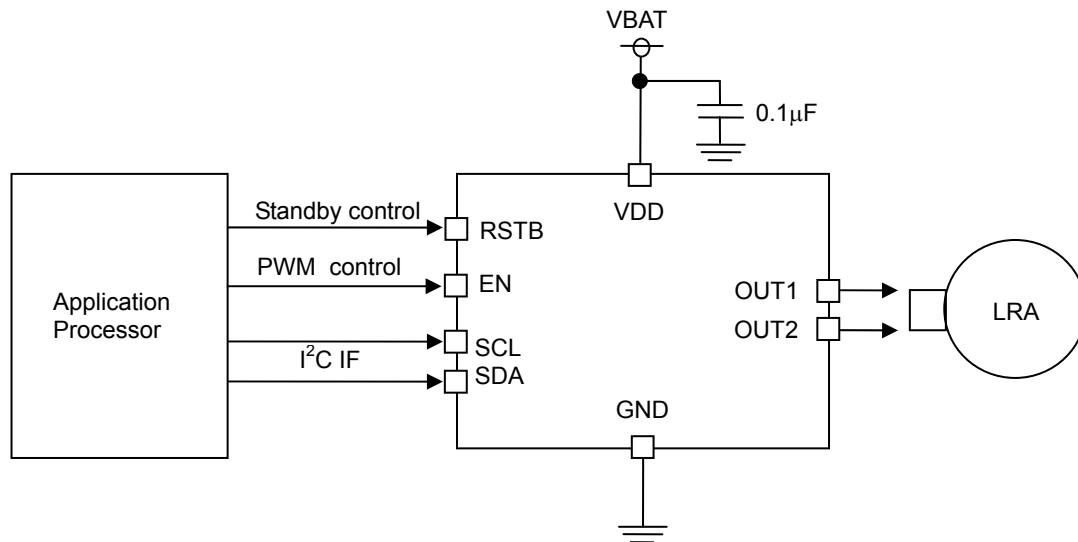 VBAT
0.1μF
VDD
Standby control
RSTB
PWM control
EN
Application
Processor
I²C IF
SCL
SDA
OUT1
OUT2
LRA
GND